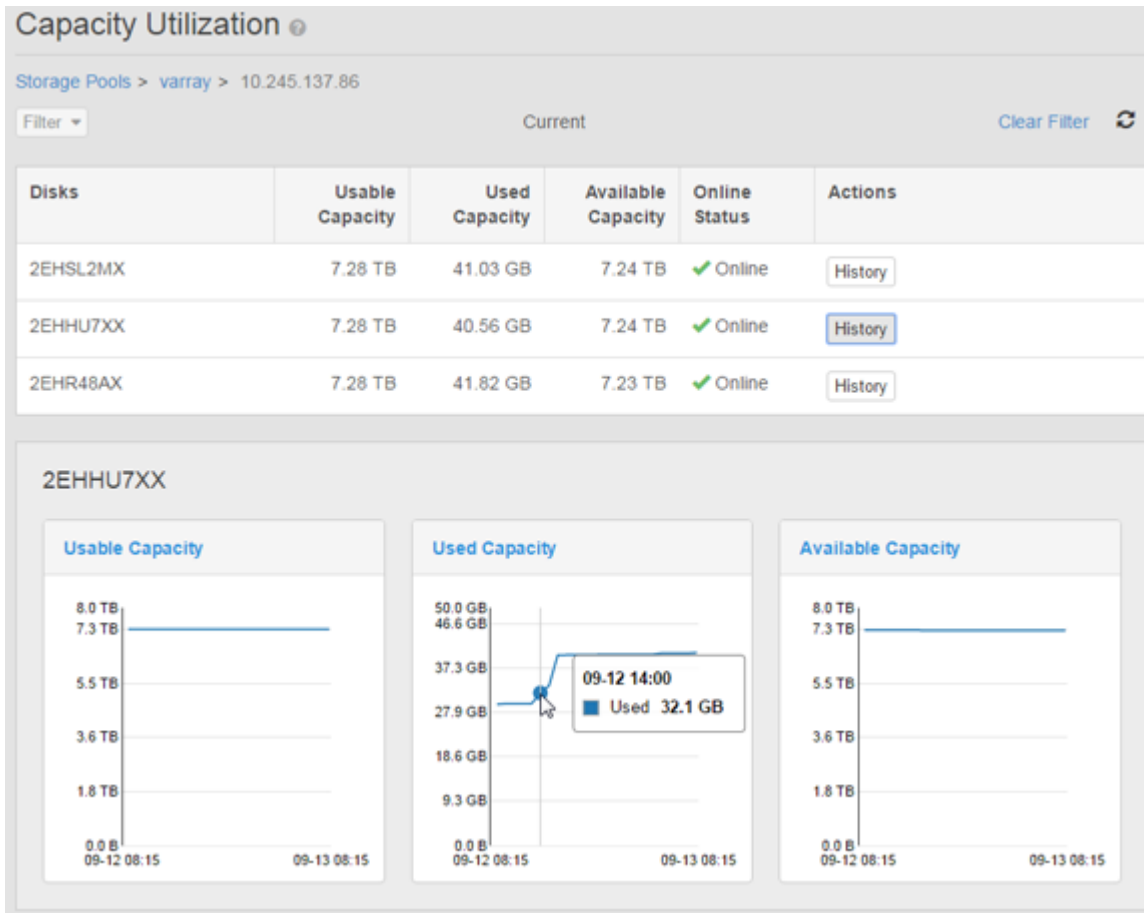 Capacity Utilization ?
Storage Pools > varray > 10.245.137.86
Filter Current Clear Filter
Disks Usable Capacity Used Capacity Available Capacity Online Status Actions
2EHSL2MX 7.28 TB 41.03 GB 7.24 TB Online History
2EHHU7XX 7.28 TB 40.56 GB 7.24 TB Online History
2EHR48AX 7.28 TB 41.82 GB 7.23 TB Online History
2EHHU7XX
Usable Capacity
8.0 TB
7.3 TB
5.5 TB
3.6 TB
1.8 TB
0.0 B
09-12 08:15 09-13 08:15
Used Capacity
50.0 GB
46.6 GB
37.3 GB
27.9 GB
18.6 GB
9.3 GB
0.0 B
09-12 08:15 09-13 08:15
09-12 14:00
Used 32.1 GB
Available Capacity
8.0 TB
7.3 TB
5.5 TB
3.6 TB
1.8 TB
0.0 B
09-12 08:15 09-13 08:15